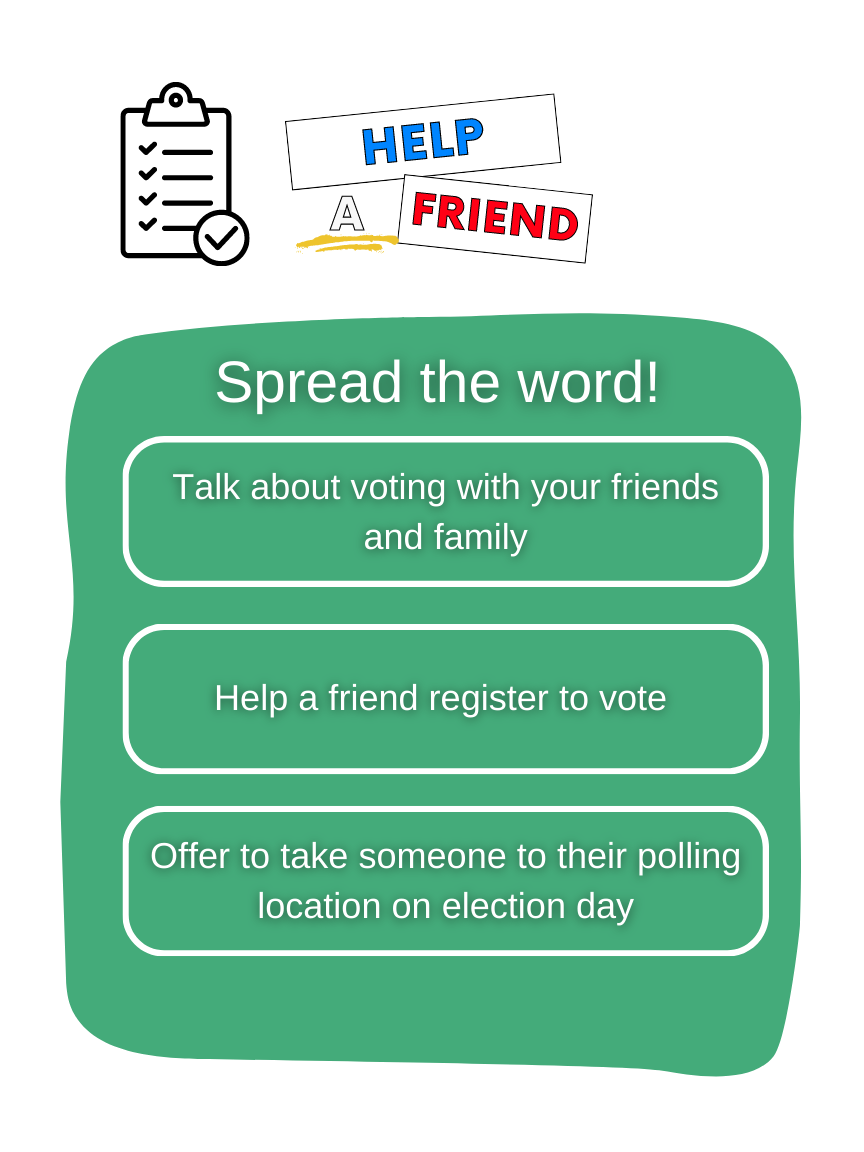 HELP
A FRIEND
Spread the word!
Talk about voting with your friends
and family
Help a friend register to vote
Offer to take someone to their polling
location on election day